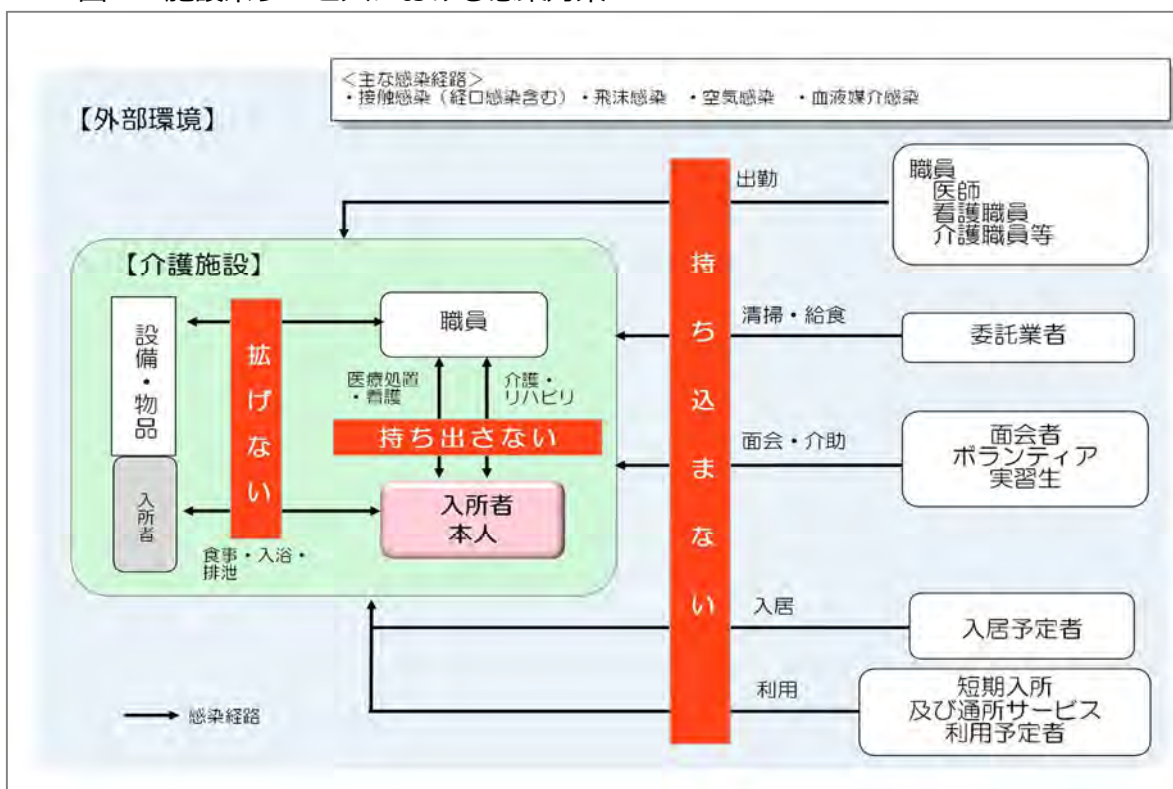 <主な感染経路>
・接触感染（経口感染含む）・飛沫感染　・空気感染　・血液媒介感染
【外部環境】
出勤
職員
医師
看護職員
介護職員等
持ち込まない
【介護施設】
設備・物品
拡げない
職員
清掃・給食
委託業者
医療処置
・看護
介護・
リハビリ
持ち出さない
面会・介助
面会者
ボランティア
実習生
入所者
入所者
本人
食事・入浴・
排泄
入居
入居予定者
利用
短期入所
及び通所サービス
利用予定者
感染経路